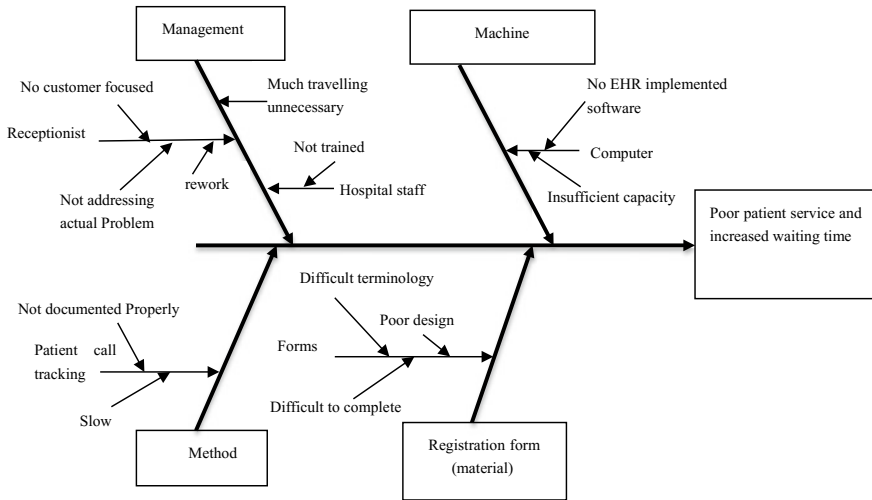 Management
Machine
No customer focused
Much travelling
unnecessary
No EHR implemented
software
Receptionist
Not trained
Computer
rework
Not addressing
actual Problem
Hospital staff
Insufficient capacity
Poor patient service and
increased waiting time
Difficult terminology
Not documented Properly
Poor design
Patient call
tracking
Forms
Slow
Difficult to complete
Method
Registration form
(material)